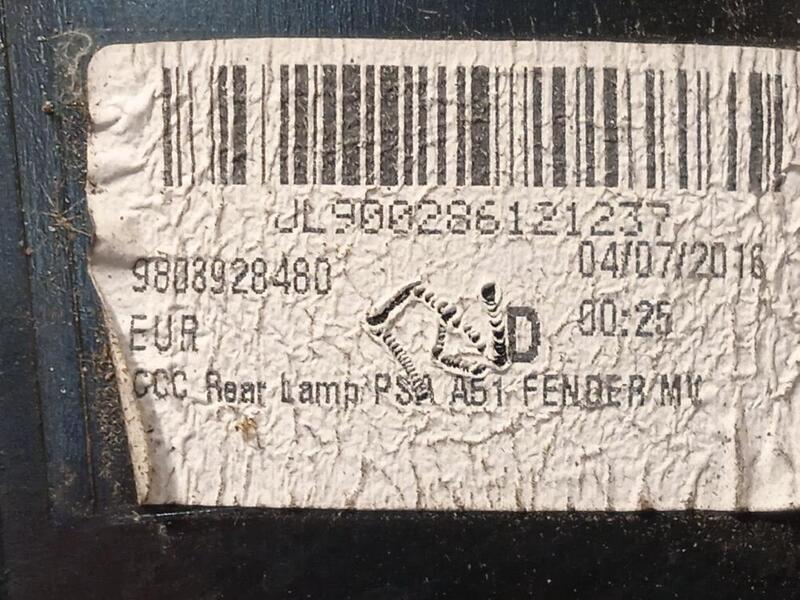 JL900286121237
9808928480 04/07/2016
EUR D 00:25
CCC Rear Lamp PSA A51 FENDER MV